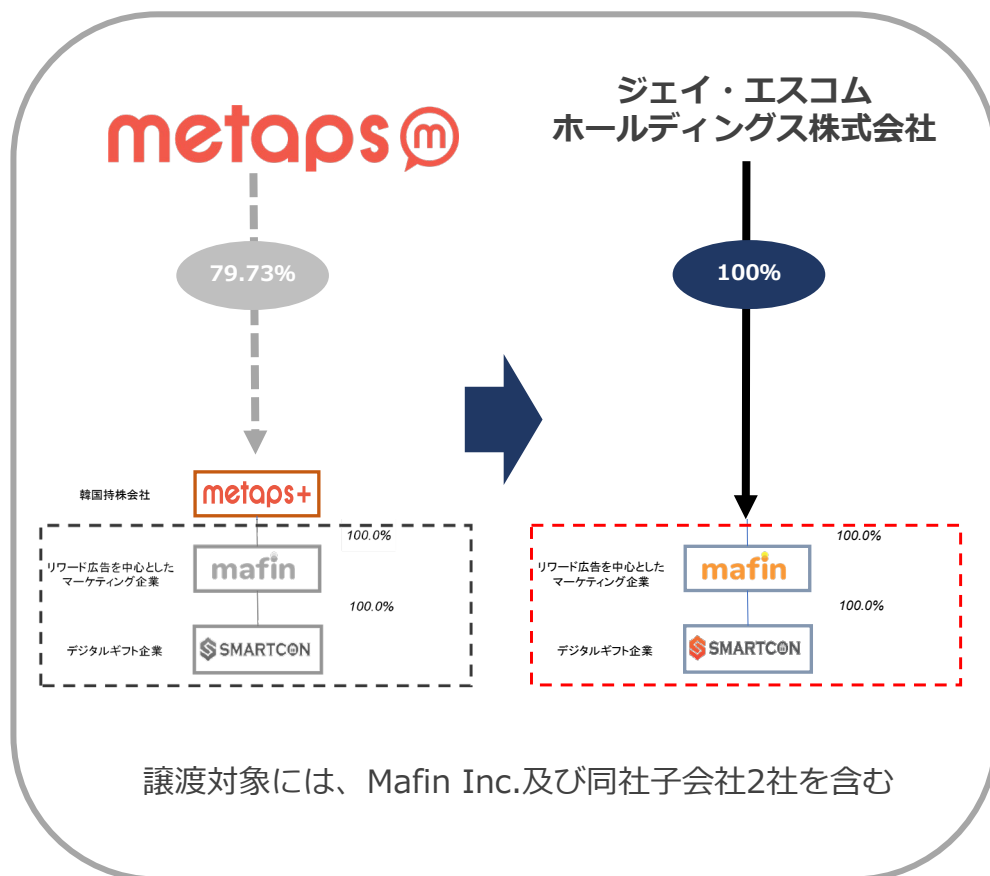 metaps m
ジェイ・エスコム
ホールディングス株式会社
79.73%
100%
韓国持株会社
metaps+
100.0%
リワード広告を中心とした
マーケティング企業
mafin
100.0%
デジタルギフト企業
SMARTCON
100.0%
リワード広告を中心とした
マーケティング企業
mafin
100.0%
デジタルギフト企業
SMARTCON
譲渡対象には、Mafin Inc.及び同社子会社2社を含む